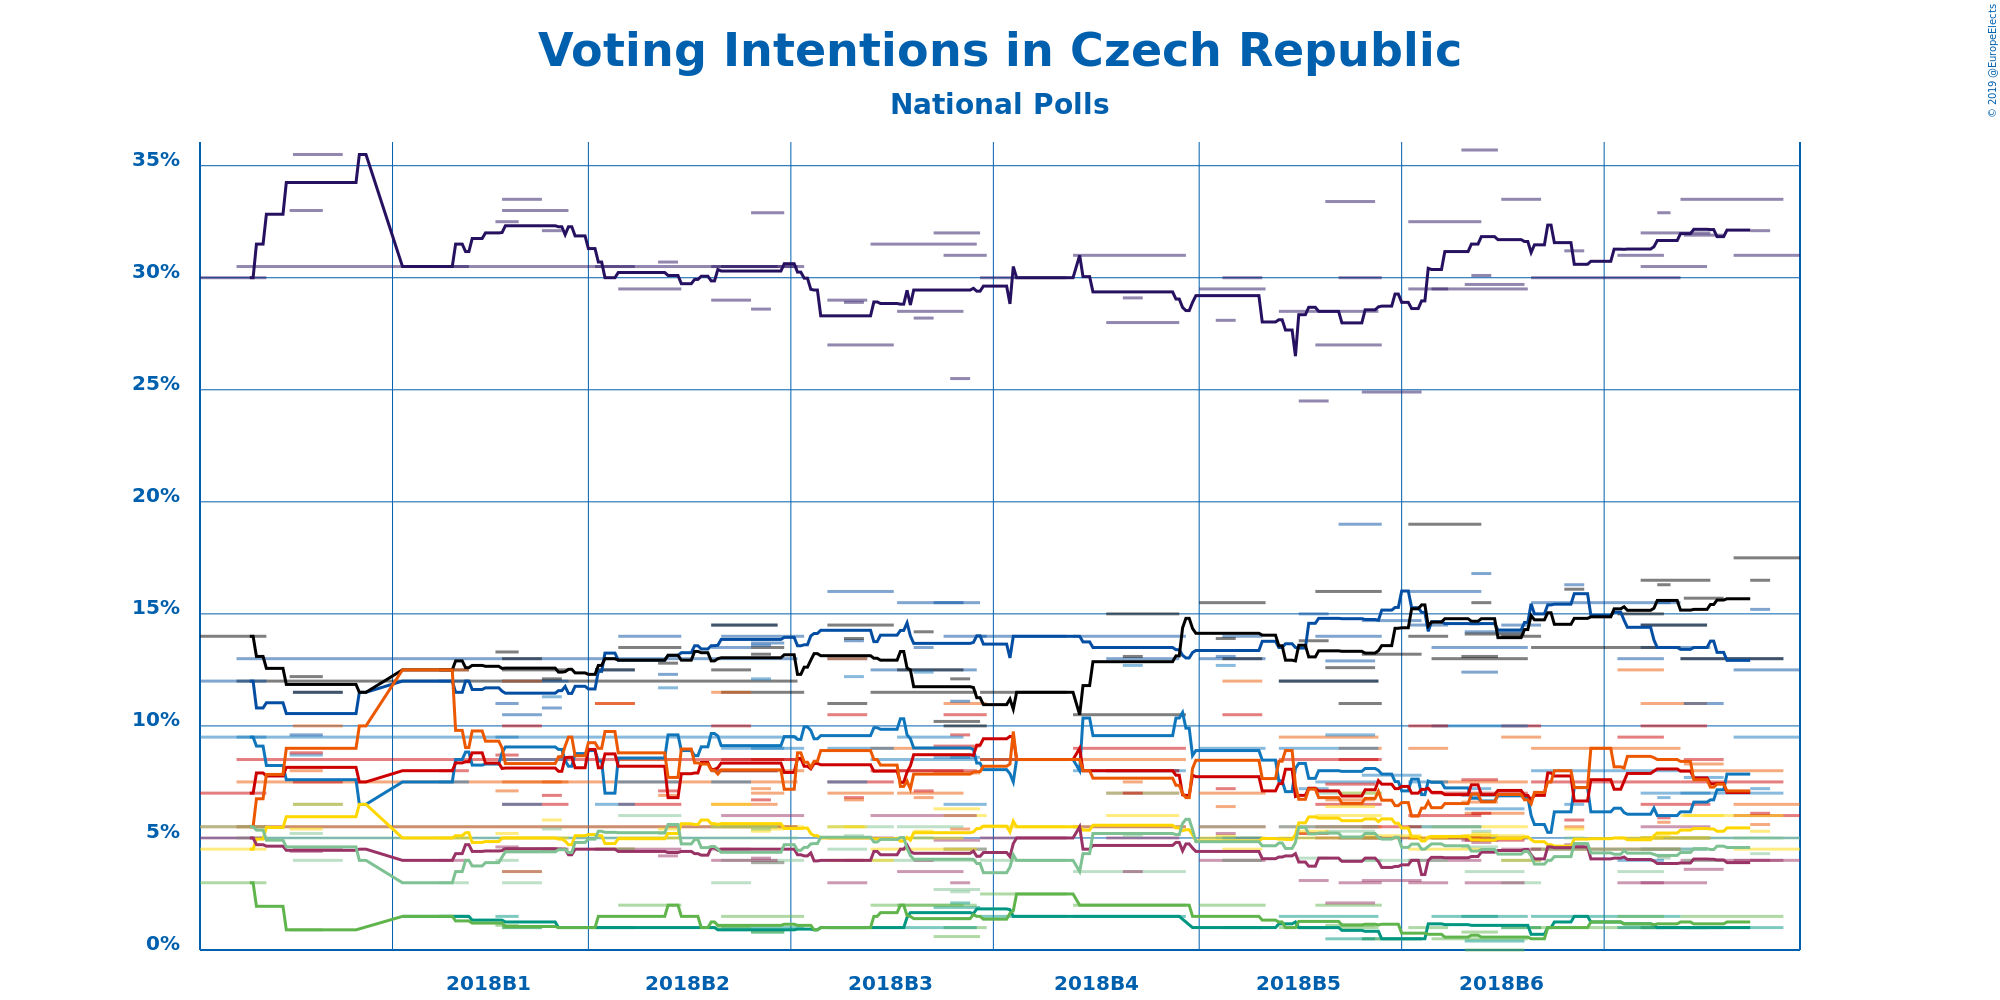 Voting Intentions in Czech Republic
National Polls
© 2019 @EuropeElects
35%
30%
25%
20%
15%
10%
5%
0%
2018B1 2018B2 2018B3 2018B4 2018B5 2018B6